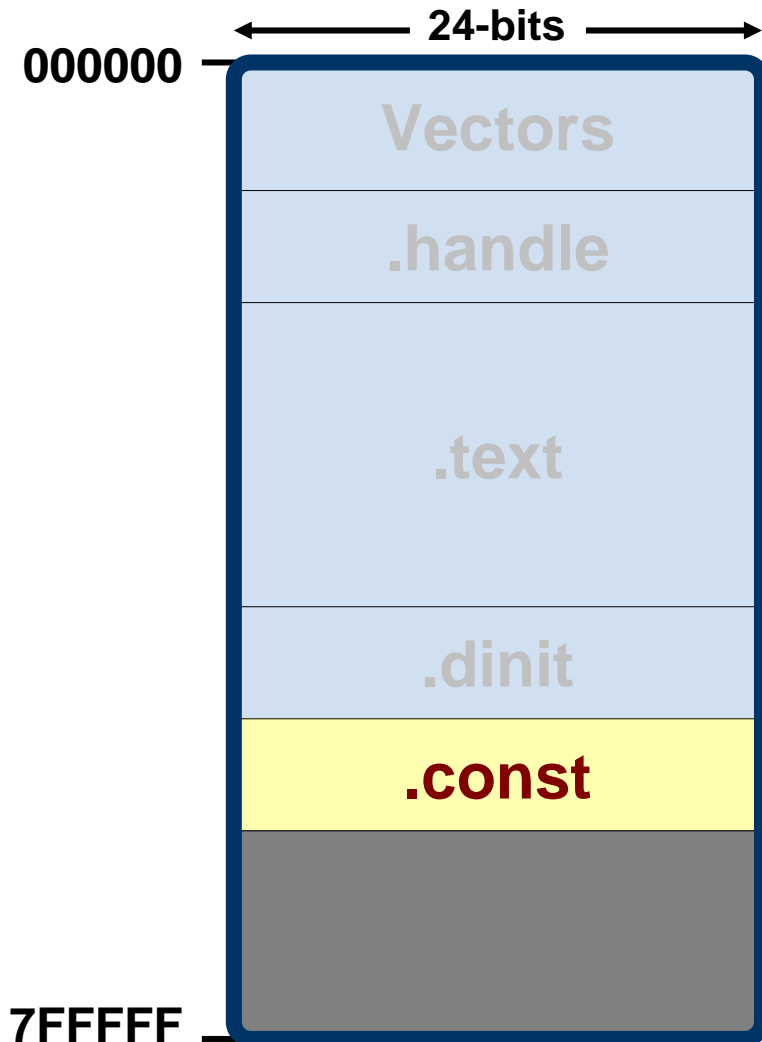 24-bits
000000
Vectors
.handle
.text
.dinit
.const
7FFFFF